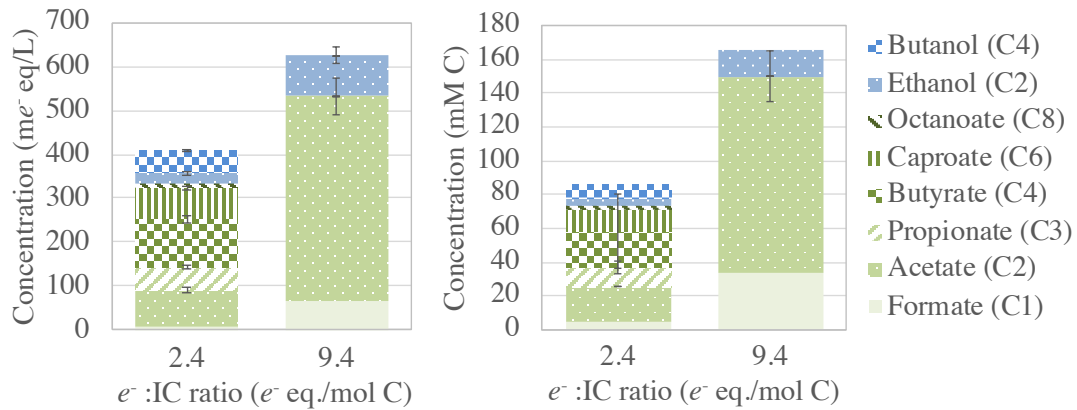 Concentration (me⁻ eq/L)
700
600
500
400
300
200
100
0
2.4
9.4
e⁻ :IC ratio (e⁻ eq./mol C)
Concentration (mM C)
180
160
140
120
100
80
60
40
20
0
2.4
9.4
e⁻ :IC ratio (e⁻ eq./mol C)
Butanol (C4)
Ethanol (C2)
Octanoate (C8)
Caproate (C6)
Butyrate (C4)
Propionate (C3)
Acetate (C2)
Formate (C1)